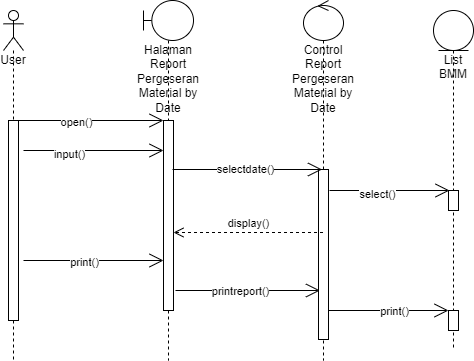 User
Halaman
Report
Pergeseran
Material by
Date
Control
Report
Pergeseran
Material by
Date
List
BMM
open()
input()
selectdate()
select()
display()
print()
printreport()
print()